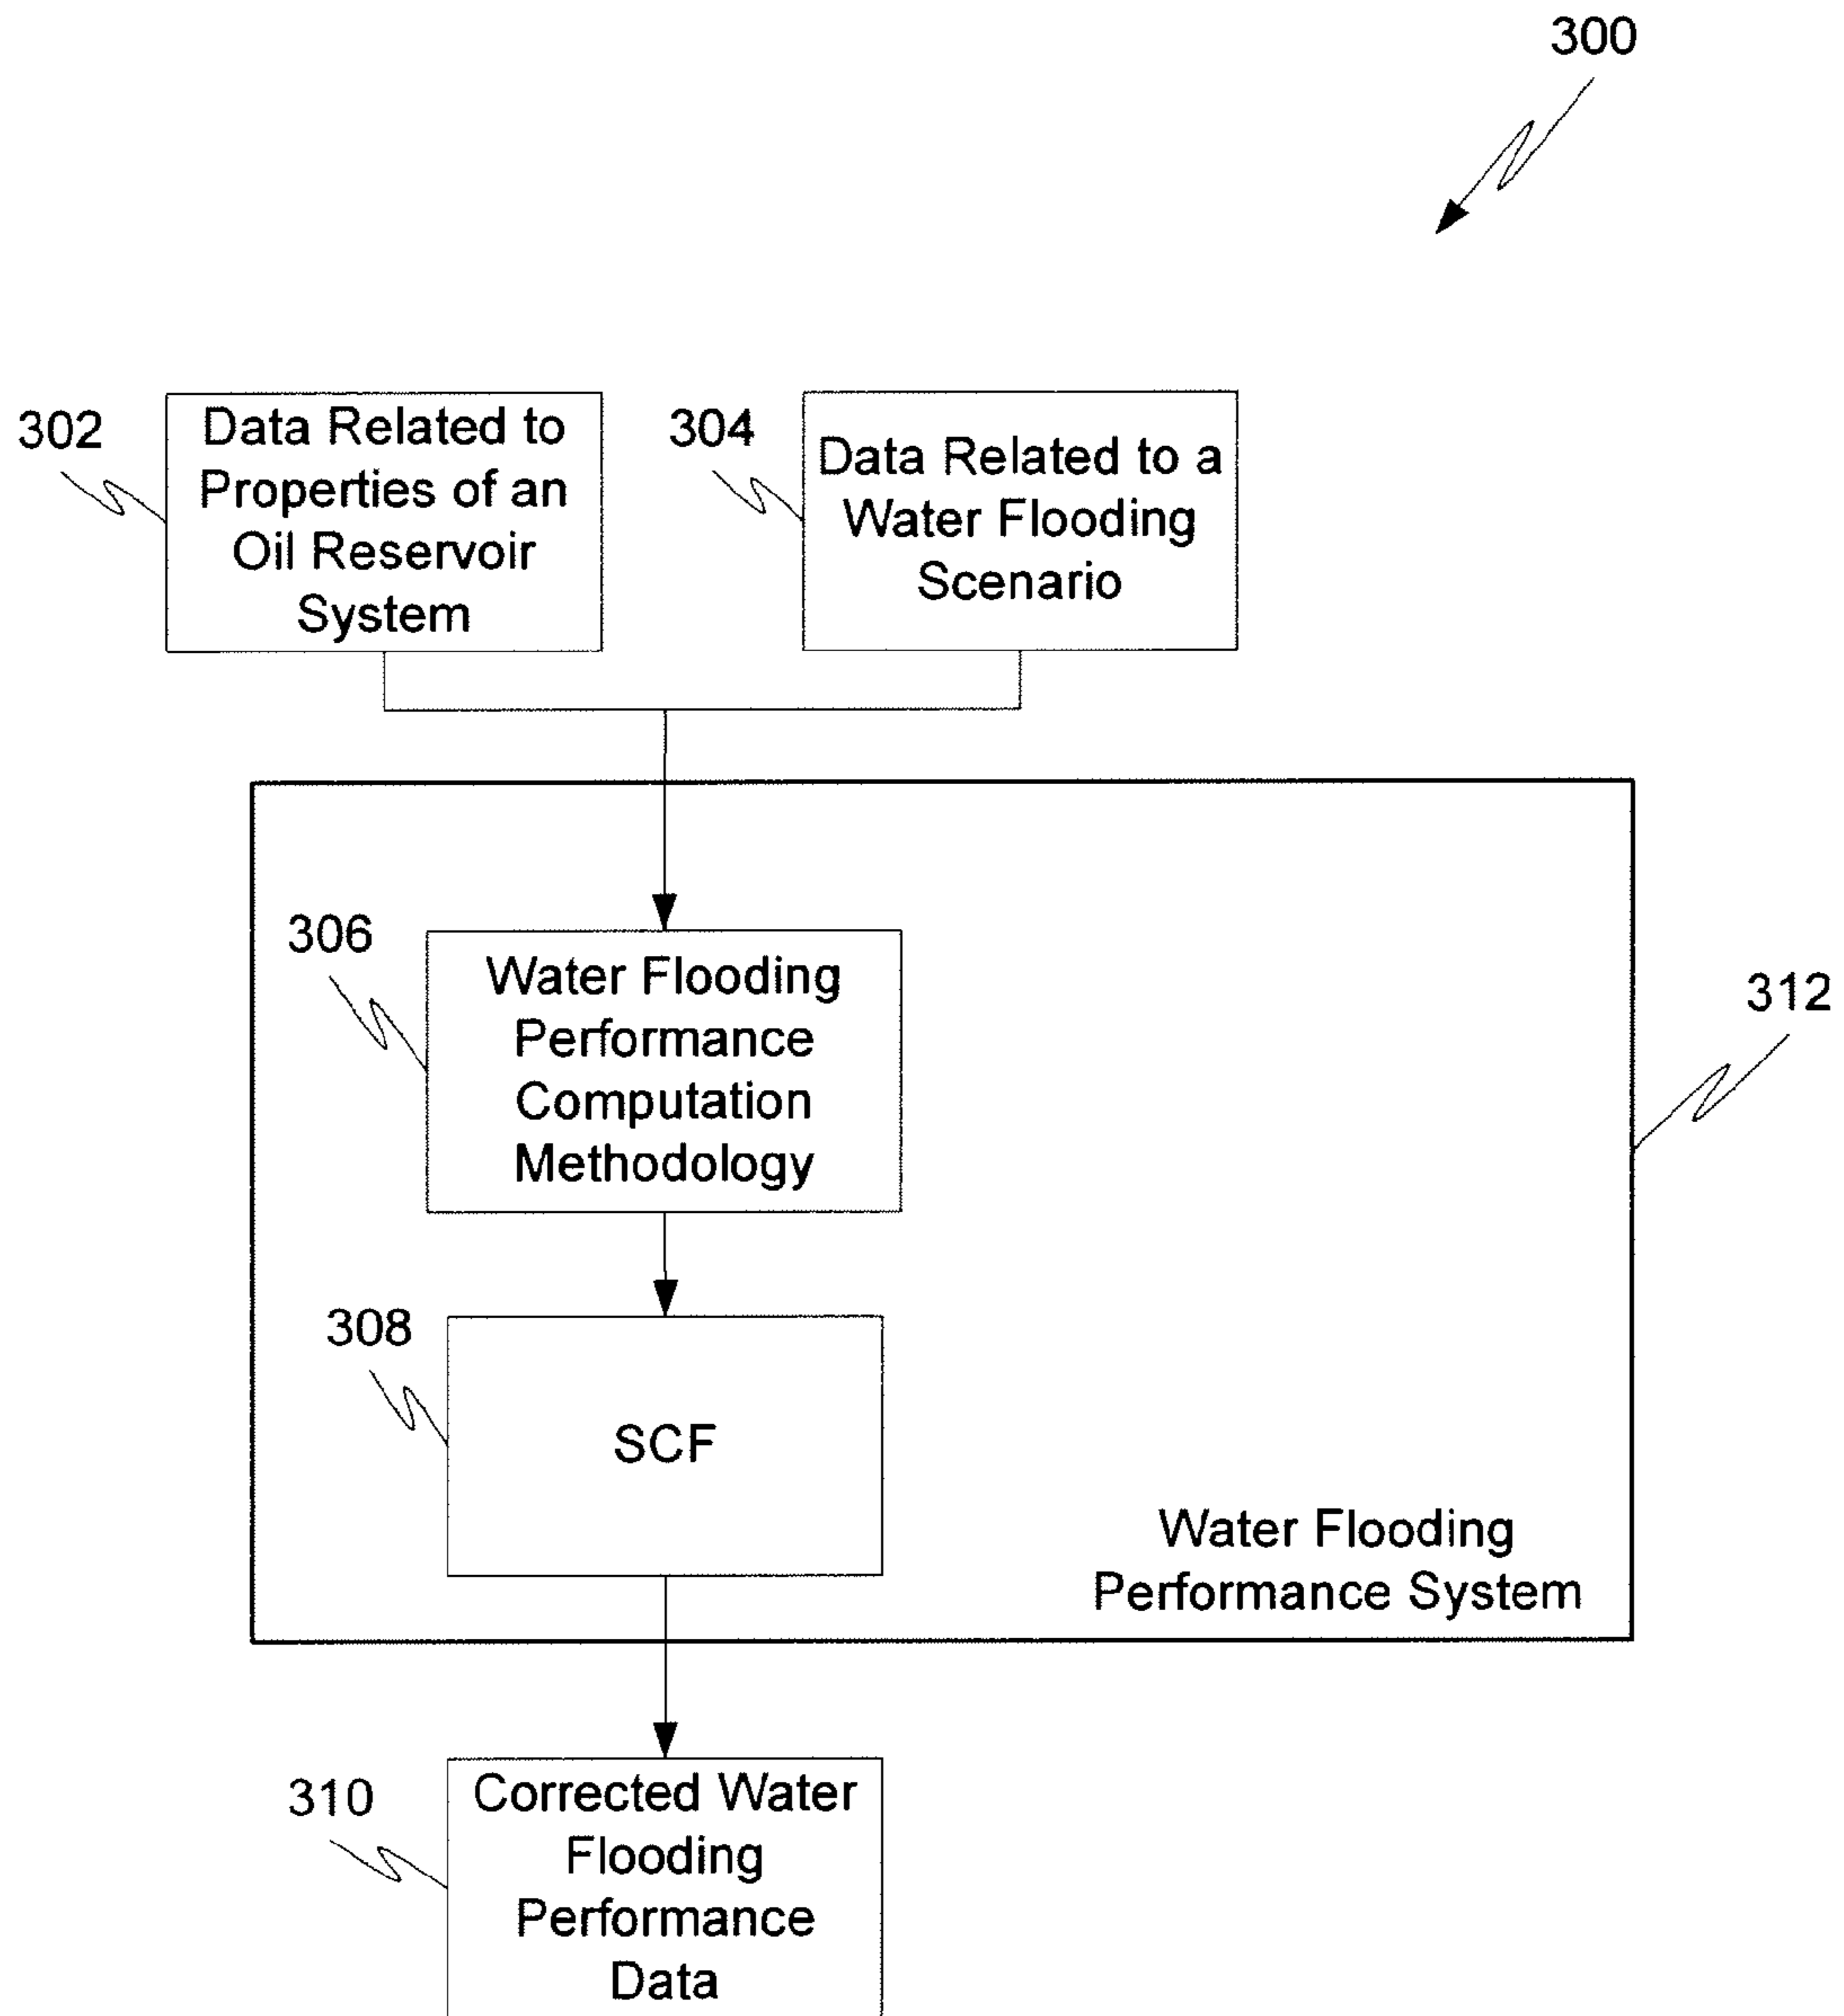 300
302
Data Related to
Properties of an
Oil Reservoir
System
304
Data Related to a
Water Flooding
Scenario
306
Water Flooding
Performance
Computation
Methodology
312
308
SCF
Water Flooding
Performance System
310
Corrected Water
Flooding
Performance
Data